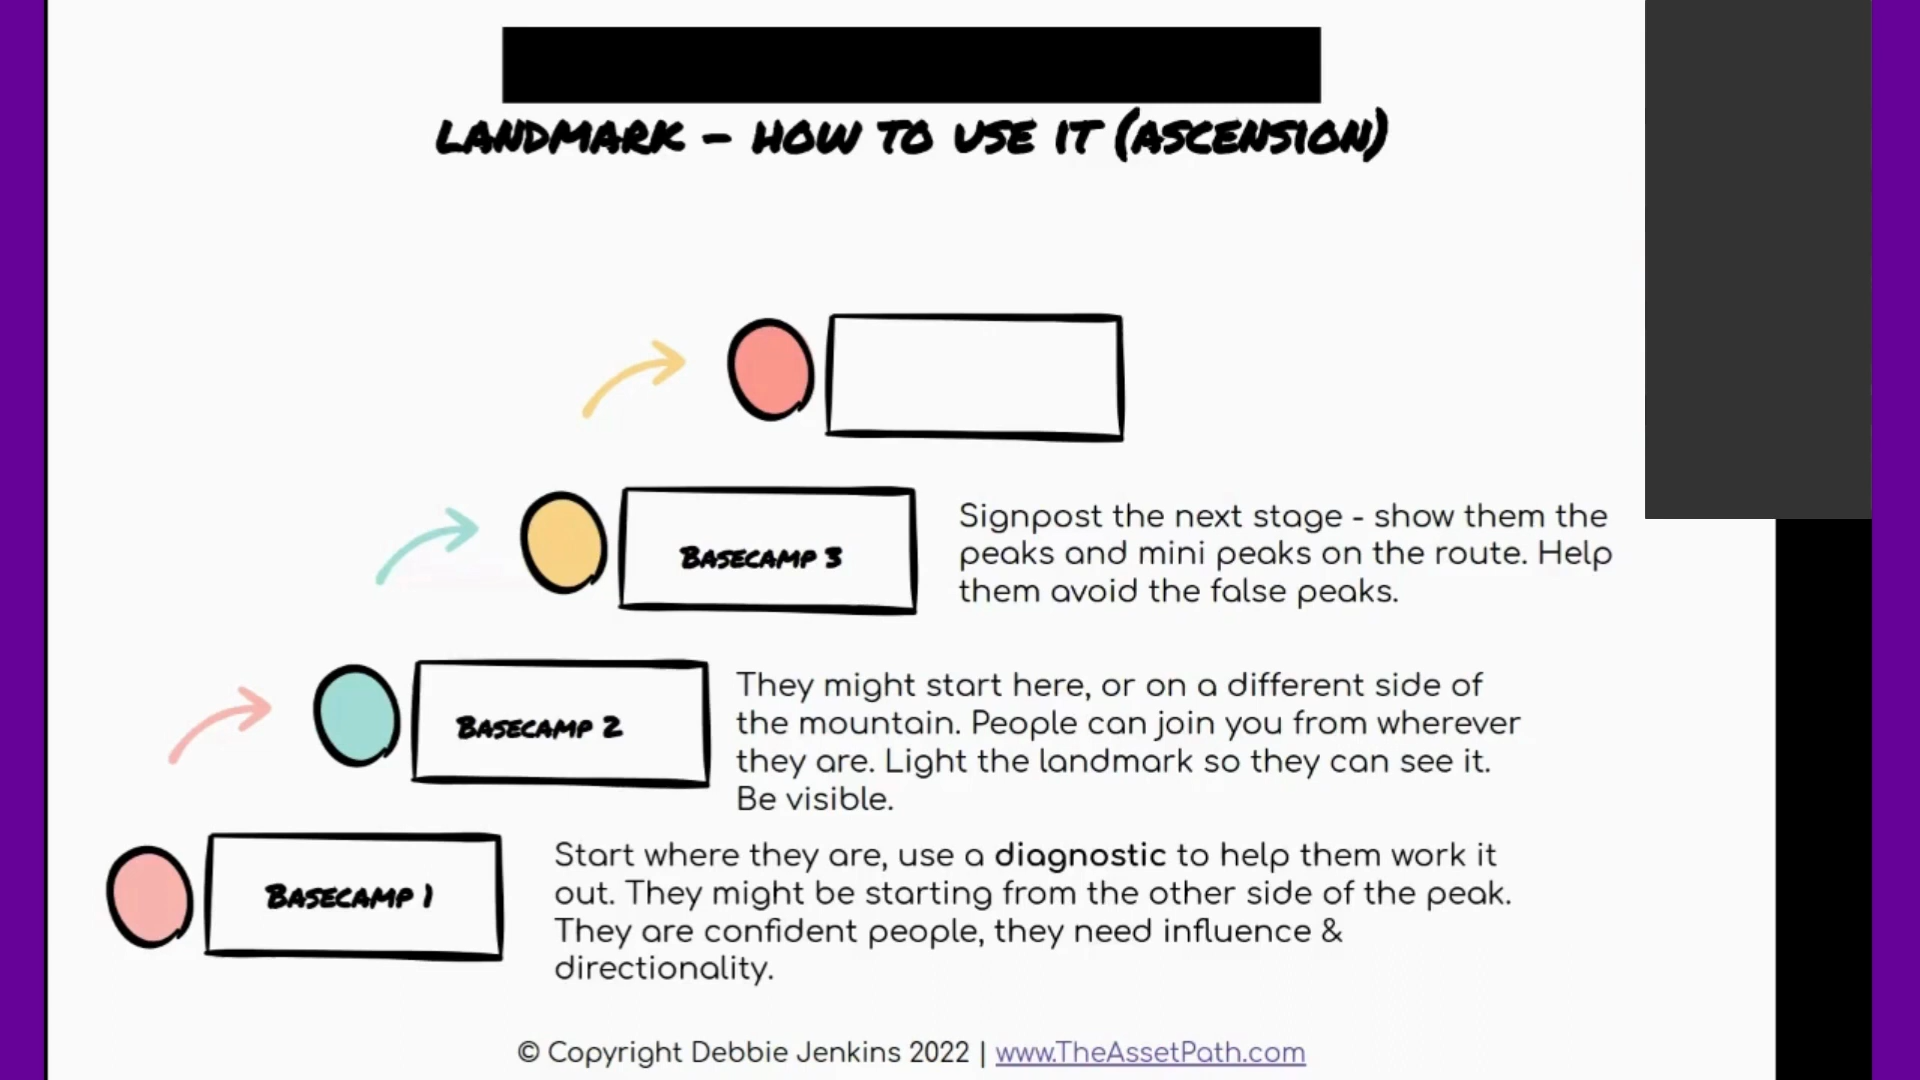 LANDMARK - HOW TO USE IT (ASCENSION)
BASECAMP 3
Signpost the next stage - show them the
peaks and mini peaks on the route. Help
them avoid the false peaks.
BASECAMP 2
They might start here, or on a different side of
the mountain. People can join you from wherever
they are. Light the landmark so they can see it.
Be visible.
BASECAMP 1
Start where they are, use a diagnostic to help them work it
out. They might be starting from the other side of the peak.
They are confident people, they need influence &
directionality.
© Copyright Debbie Jenkins 2022 | www.TheAssetPath.com